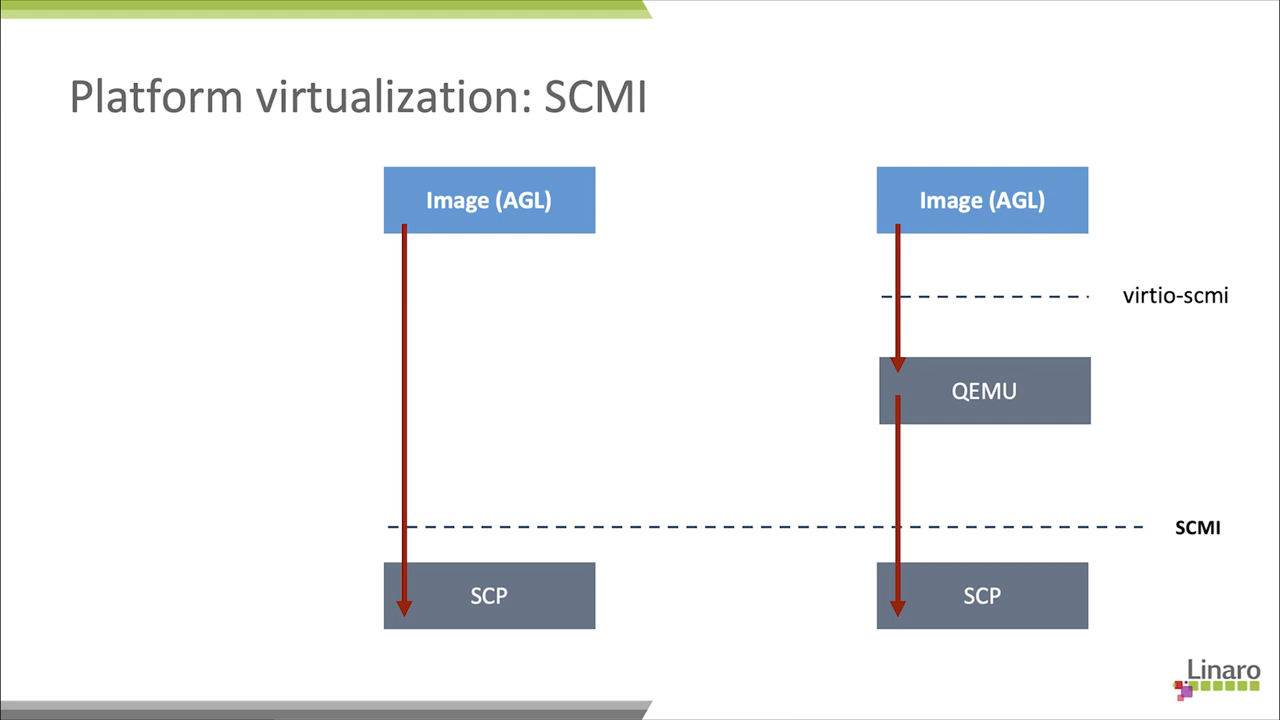 Platform virtualization: SCMI
Image (AGL)
Image (AGL)
virtio-scmi
QEMU
SCMI
SCP
SCP
Linaro